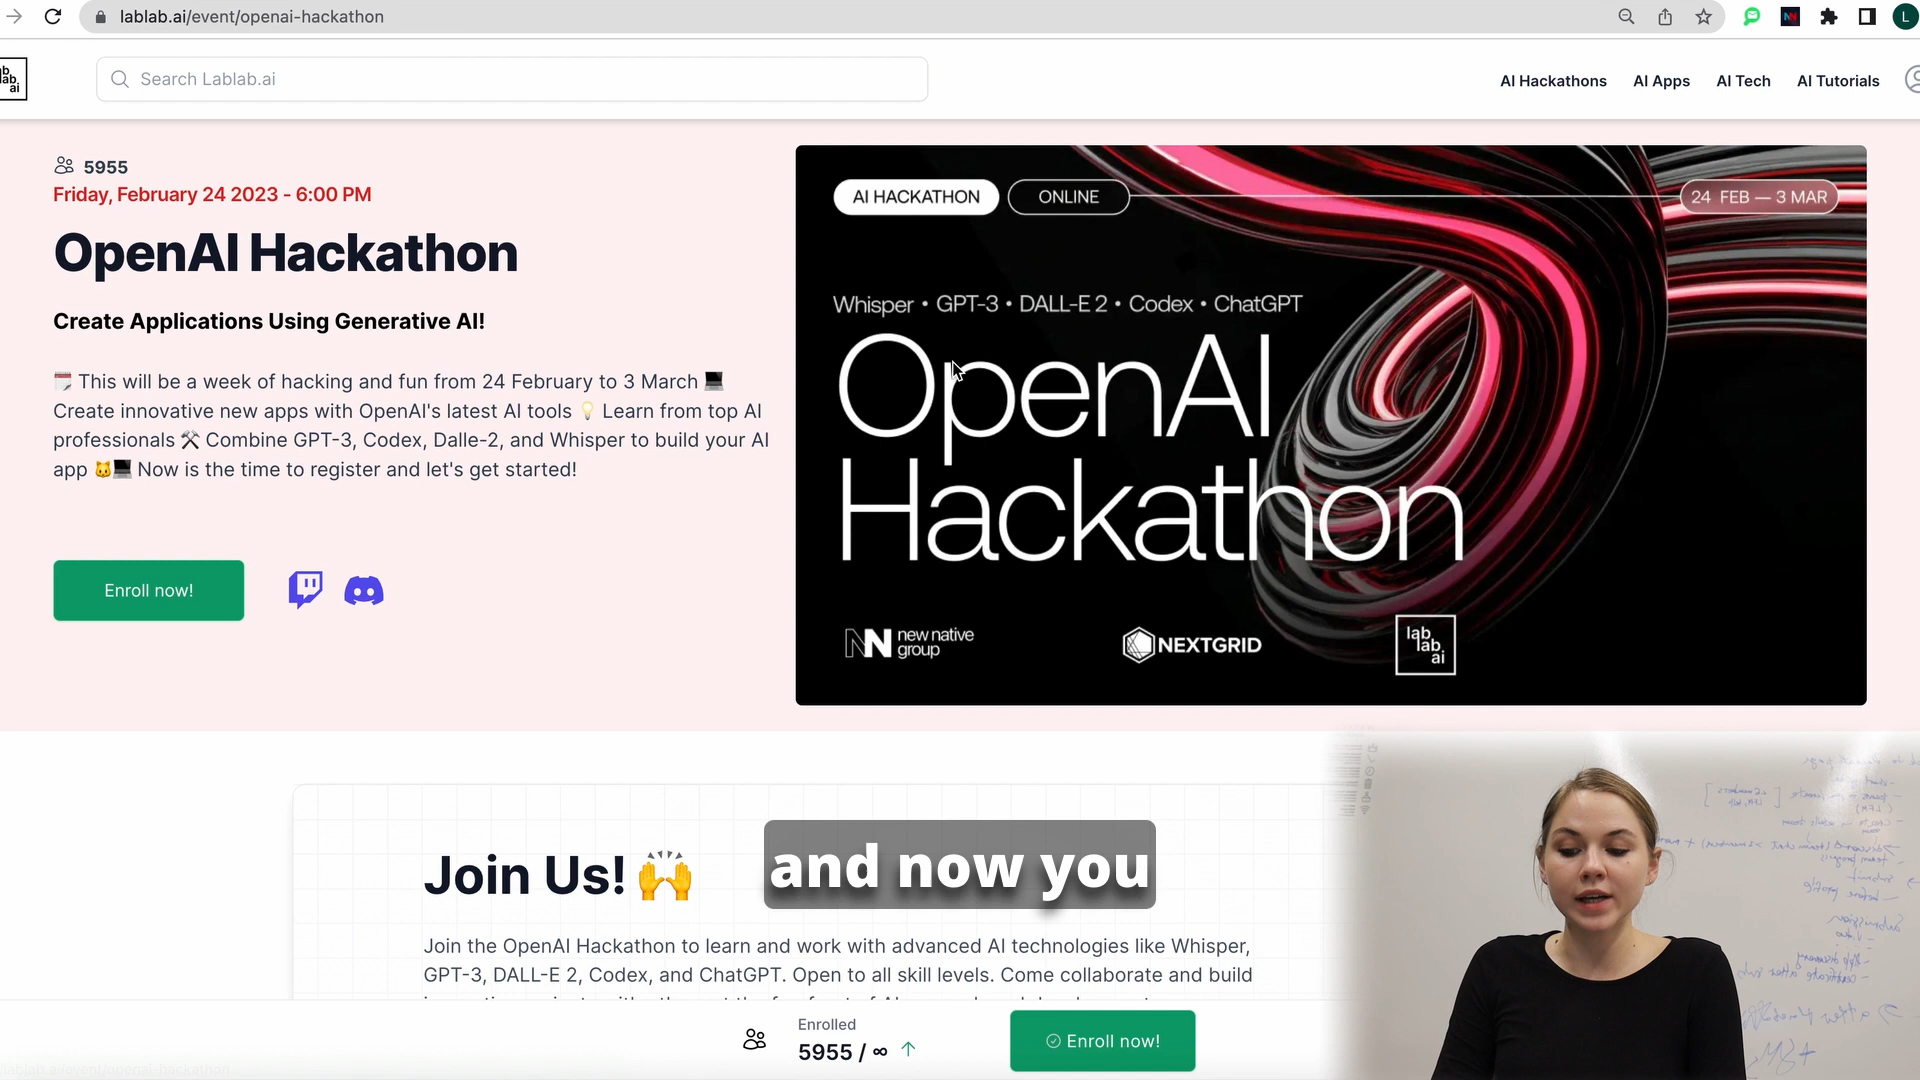 lablab.ai/event/openai-hackathon
L
lab
lab
ai
Search Lablab.ai
AI Hackathons
AI Apps
AI Tech
AI Tutorials
5955
Friday, February 24 2023 - 6:00 PM
OpenAI Hackathon
Create Applications Using Generative AI!
🗓️ This will be a week of hacking and fun from 24 February to 3 March 💻
Create innovative new apps with OpenAI's latest AI tools 💡 Learn from top AI
professionals ⚒️ Combine GPT-3, Codex, Dalle-2, and Whisper to build your AI
app 🐱💻 Now is the time to register and let's get started!
Enroll now!
AI HACKATHON
ONLINE
24 FEB — 3 MAR
Whisper • GPT-3 • DALL-E 2 • Codex • ChatGPT
OpenAI
Hackathon
NN new native
group
NEXTGRID
lab
lab
ai
Join Us! 🙌
and now you
Join the OpenAI Hackathon to learn and work with advanced AI technologies like Whisper,
GPT-3, DALL-E 2, Codex, and ChatGPT. Open to all skill levels. Come collaborate and build
Enrolled
5955 / ∞ ↑
Enroll now!